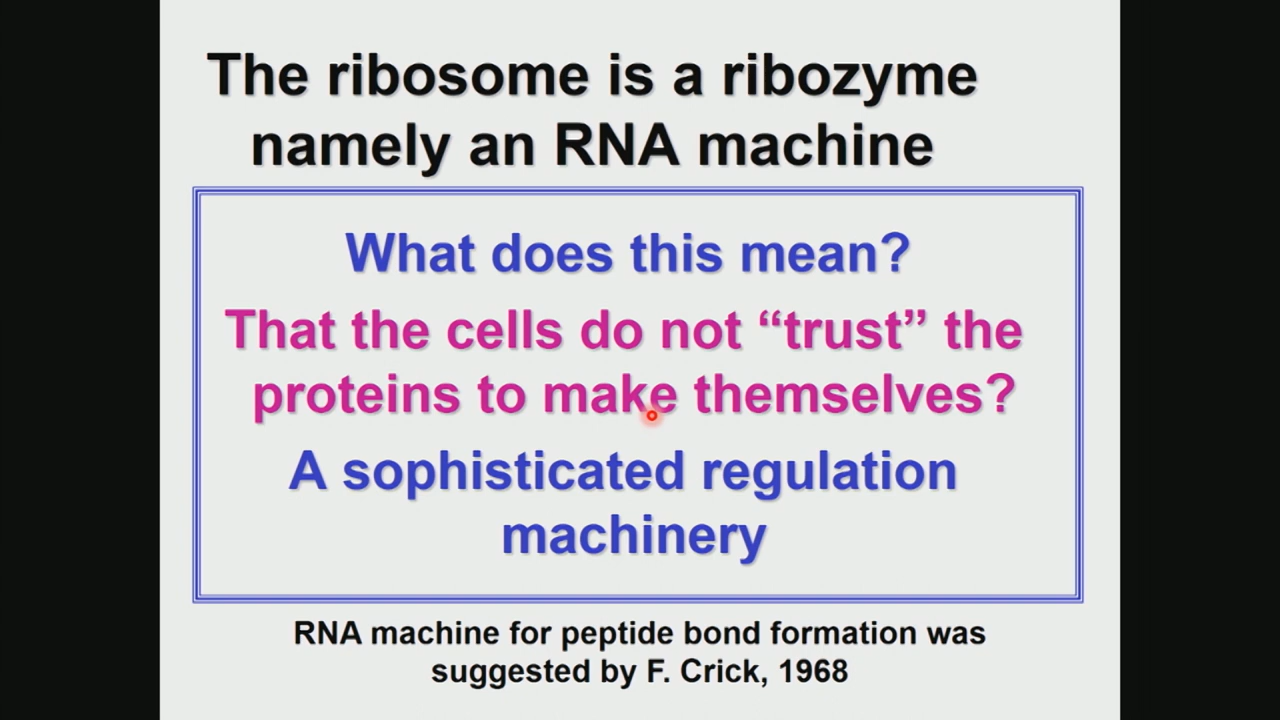 The ribosome is a ribozyme
namely an RNA machine
What does this mean?
That the cells do not “trust” the
proteins to make themselves?
A sophisticated regulation
machinery
RNA machine for peptide bond formation was
suggested by F. Crick, 1968